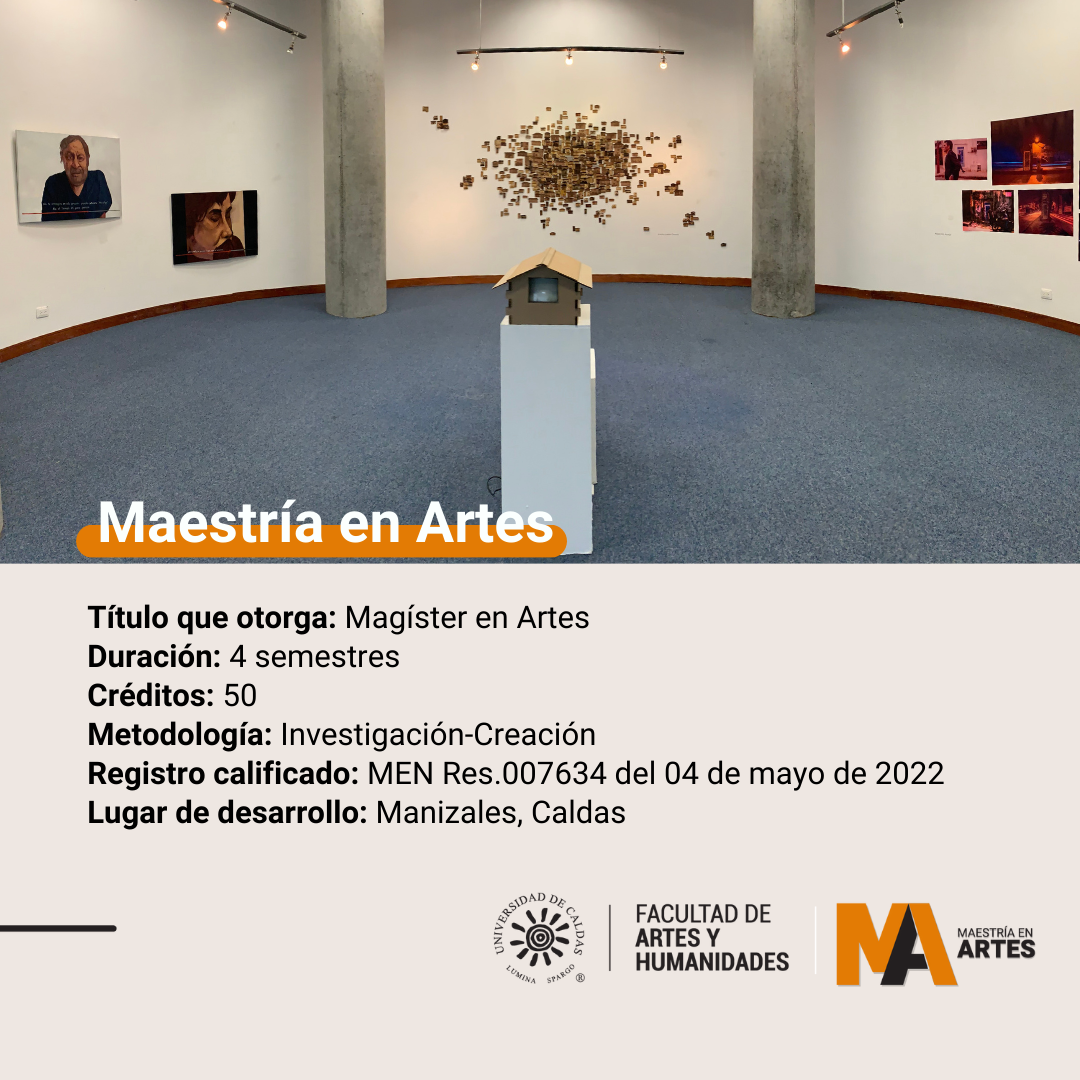 Maestría en Artes
Título que otorga: Magíster en Artes
Duración: 4 semestres
Créditos: 50
Metodología: Investigación-Creación
Registro calificado: MEN Res.007634 del 04 de mayo de 2022
Lugar de desarrollo: Manizales, Caldas
UNIVERSIDAD DE CALDAS
LUMINA SPARGO
®
FACULTAD DE
ARTES Y
HUMANIDADES
MA
MAESTRÍA EN
ARTES